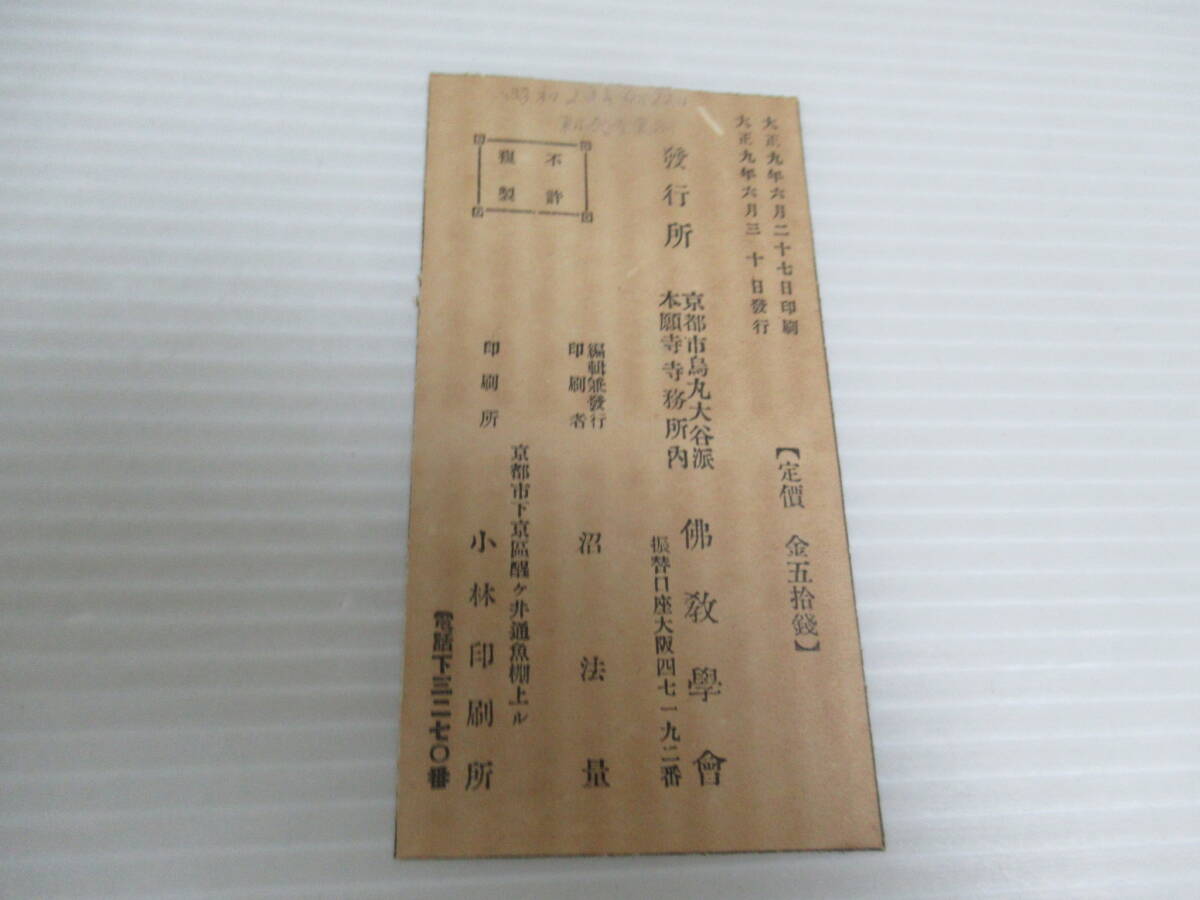 大正九年六月二十七日印刷
大正九年六月三十日發行
【定價 金五拾錢】
發行所
京都市烏丸大谷派
本願寺寺務所內
佛敎學會
振替口座大阪四七一九二番
不許
複製
編輯兼發行
印刷者
沼法量
京都市下京區醒ケ井通魚棚上ル
印刷所
小林印刷所
【電話下三二七〇番